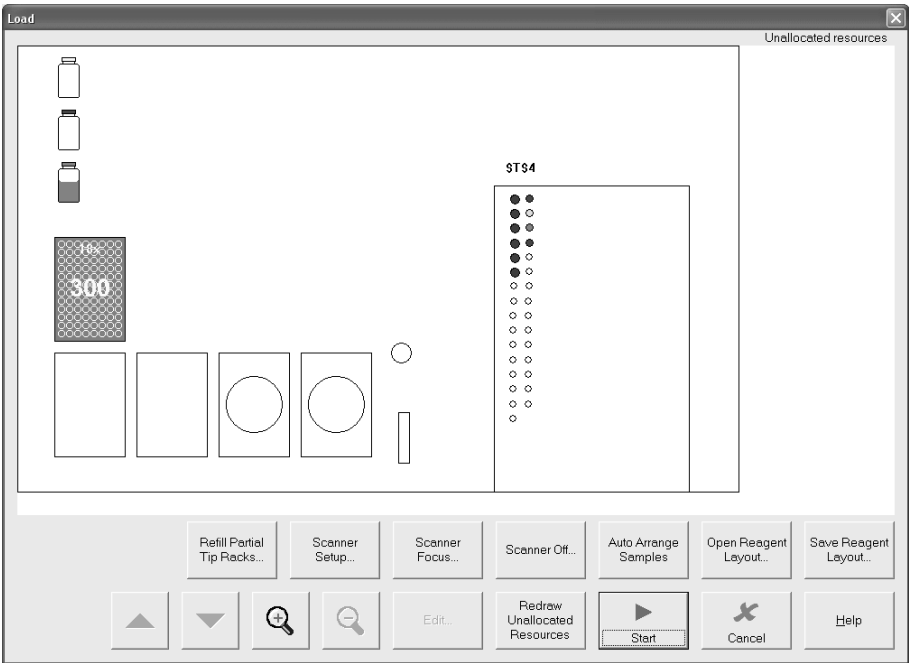 Load
Unallocated resources
$T$4
10x
300
Refill Partial
Tip Racks...
Scanner
Setup...
Scanner
Focus...
Scanner Off...
Auto Arrange
Samples
Open Reagent
Layout...
Save Reagent
Layout...
Edit...
Redraw
Unallocated
Resources
Start
Cancel
Help